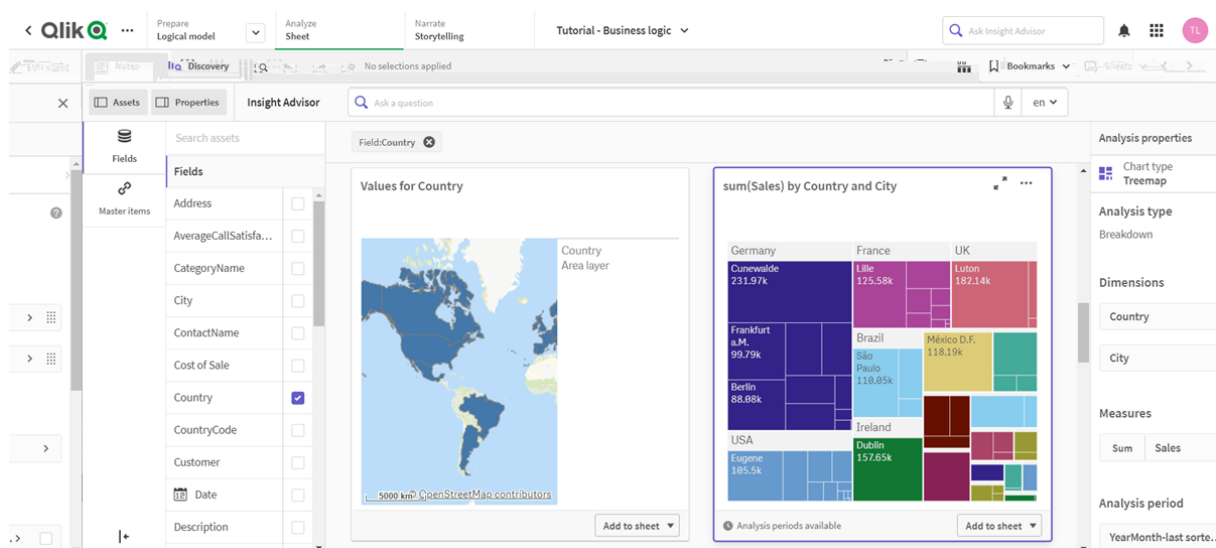 Qlik
Prepare
Logical model
Analyze
Sheet
Narrate
Storytelling
Tutorial - Business logic
Ask Insight Advisor
TL
Notes
Discovery
No selections applied
Bookmarks
Sheets
Assets
Properties
Insight Advisor
Ask a question
en
Fields
Master items
Search assets
Fields
Address
AverageCallSatisfa...
CategoryName
City
ContactName
Cost of Sale
Country
CountryCode
Customer
Date
Description
Field:Country
Values for Country
Country
Area layer
5000 km
© OpenStreetMap contributors
Add to sheet
sum(Sales) by Country and City
Germany
Cunewalde
231.97k
Frankfurt
a.M.
99.79k
Berlin
88.08k
USA
Eugene
105.5k
France
Lille
125.58k
UK
Luton
182.14k
Brazil
São
Paulo
110.05k
México D.F.
118.19k
Ireland
Dublin
157.65k
Analysis periods available
Add to sheet
Analysis properties
Chart type
Treemap
Analysis type
Breakdown
Dimensions
Country
City
Measures
Sum Sales
Analysis period
YearMonth-last sorte...